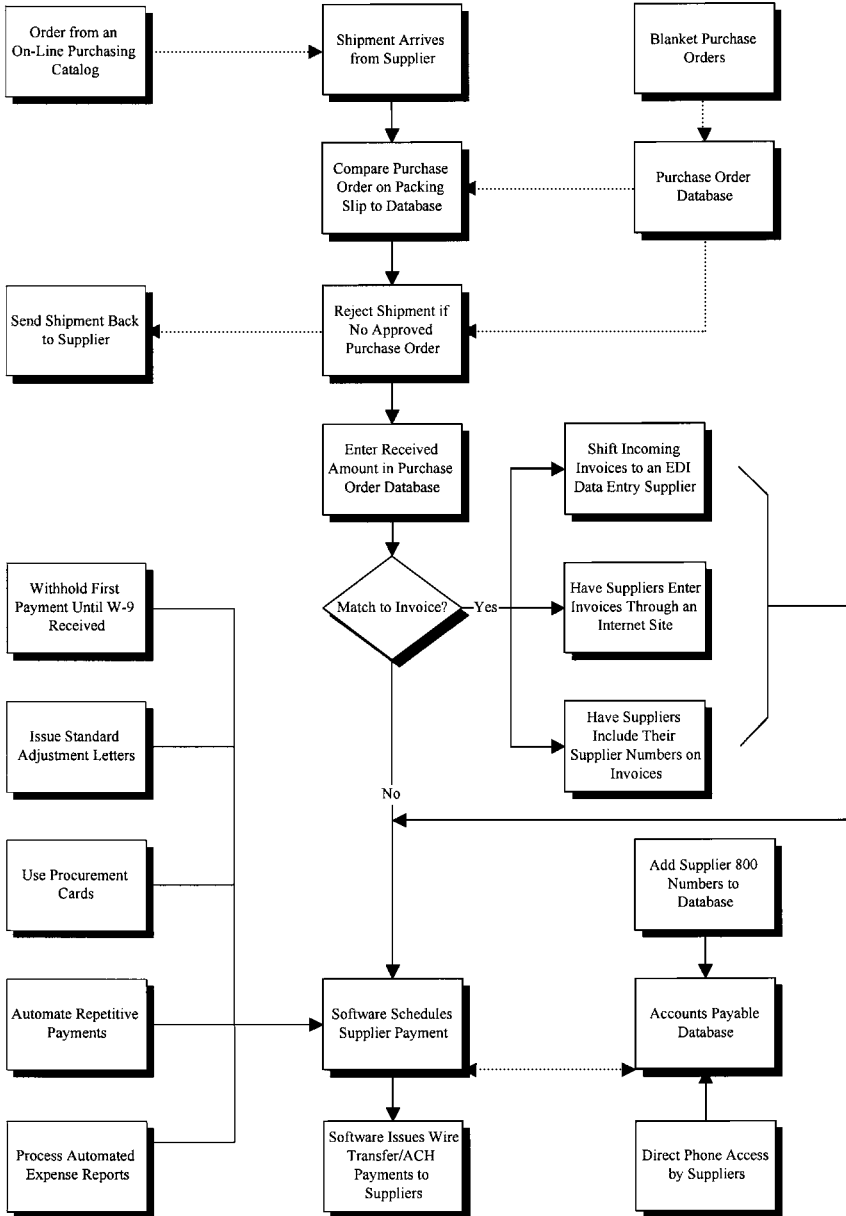 Order from an
On-Line Purchasing
Catalog
Shipment Arrives
from Supplier
Blanket Purchase
Orders
Compare Purchase
Order on Packing
Slip to Database
Purchase Order
Database
Send Shipment Back
to Supplier
Reject Shipment if
No Approved
Purchase Order
Enter Received
Amount in Purchase
Order Database
Shift Incoming
Invoices to an EDI
Data Entry Supplier
Withhold First
Payment Until W-9
Received
Match to Invoice?
Yes
Have Suppliers Enter
Invoices Through an
Internet Site
Issue Standard
Adjustment Letters
Have Suppliers
Include Their
Supplier Numbers on
Invoices
No
Use Procurement
Cards
Add Supplier 800
Numbers to
Database
Automate Repetitive
Payments
Software Schedules
Supplier Payment
Accounts Payable
Database
Process Automated
Expense Reports
Software Issues Wire
Transfer/ACH
Payments to
Suppliers
Direct Phone Access
by Suppliers